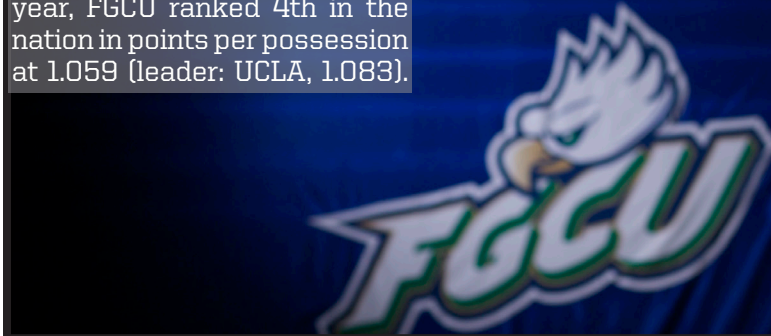 year, FGCU ranked 4th in the
nation in points per possession
at 1.059 (leader: UCLA, 1.083).
FGCU